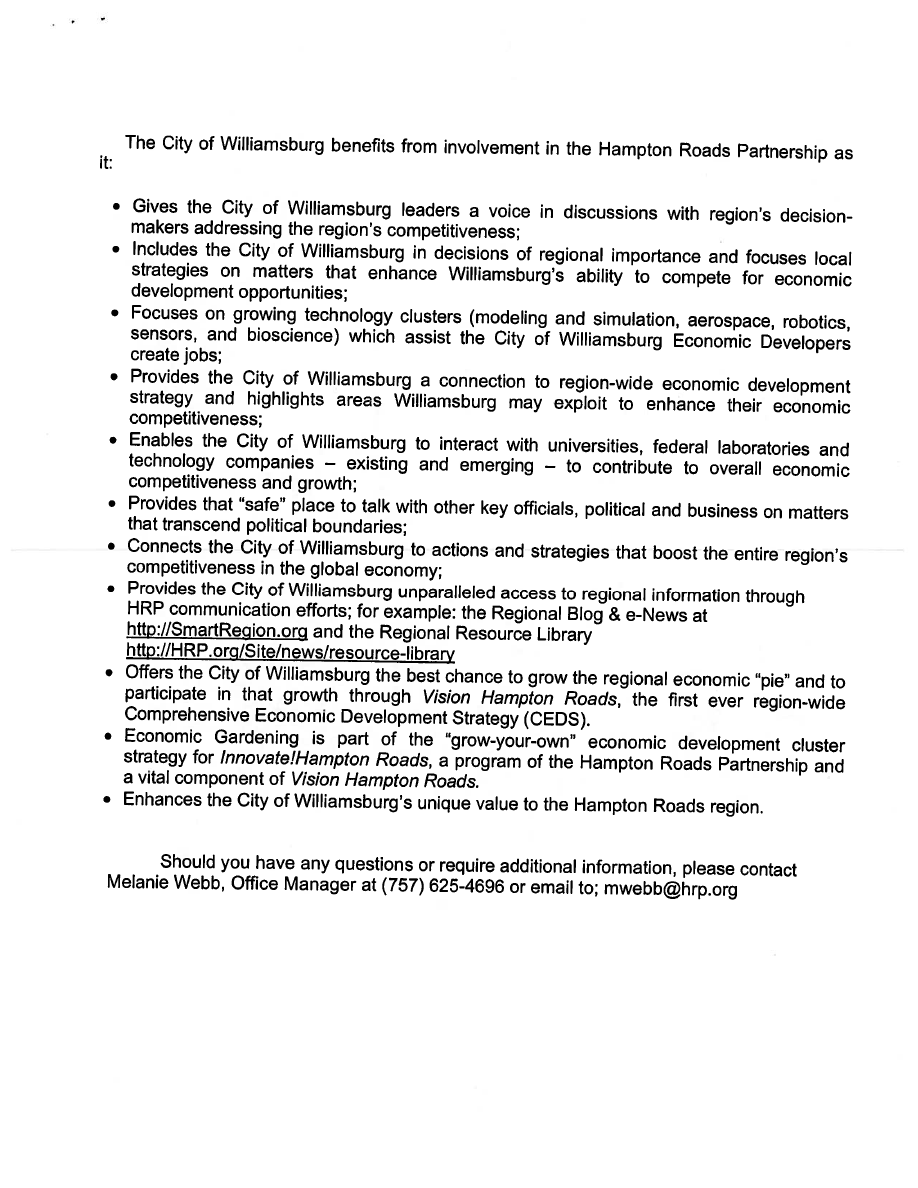 The City of Williamsburg benefits from involvement in the Hampton Roads Partnership as
it:
• Gives the City of Williamsburg leaders a voice in discussions with region's decision-
makers addressing the region's competitiveness;
• Includes the City of Williamsburg in decisions of regional importance and focuses local
strategies on matters that enhance Williamsburg's ability to compete for economic
development opportunities;
• Focuses on growing technology clusters (modeling and simulation, aerospace, robotics,
sensors, and bioscience) which assist the City of Williamsburg Economic Developers
create jobs;
• Provides the City of Williamsburg a connection to region-wide economic development
strategy and highlights areas Williamsburg may exploit to enhance their economic
competitiveness;
• Enables the City of Williamsburg to interact with universities, federal laboratories and
technology companies – existing and emerging – to contribute to overall economic
competitiveness and growth;
• Provides that "safe" place to talk with other key officials, political and business on matters
that transcend political boundaries;
• Connects the City of Williamsburg to actions and strategies that boost the entire region's
competitiveness in the global economy;
• Provides the City of Williamsburg unparalleled access to regional information through
HRP communication efforts; for example: the Regional Blog & e-News at
http://SmartRegion.org and the Regional Resource Library
http://HRP.org/Site/news/resource-library
• Offers the City of Williamsburg the best chance to grow the regional economic "pie" and to
participate in that growth through Vision Hampton Roads, the first ever region-wide
Comprehensive Economic Development Strategy (CEDS).
• Economic Gardening is part of the "grow-your-own" economic development cluster
strategy for Innovate!Hampton Roads, a program of the Hampton Roads Partnership and
a vital component of Vision Hampton Roads.
• Enhances the City of Williamsburg's unique value to the Hampton Roads region.
Should you have any questions or require additional information, please contact
Melanie Webb, Office Manager at (757) 625-4696 or email to; mwebb@hrp.org